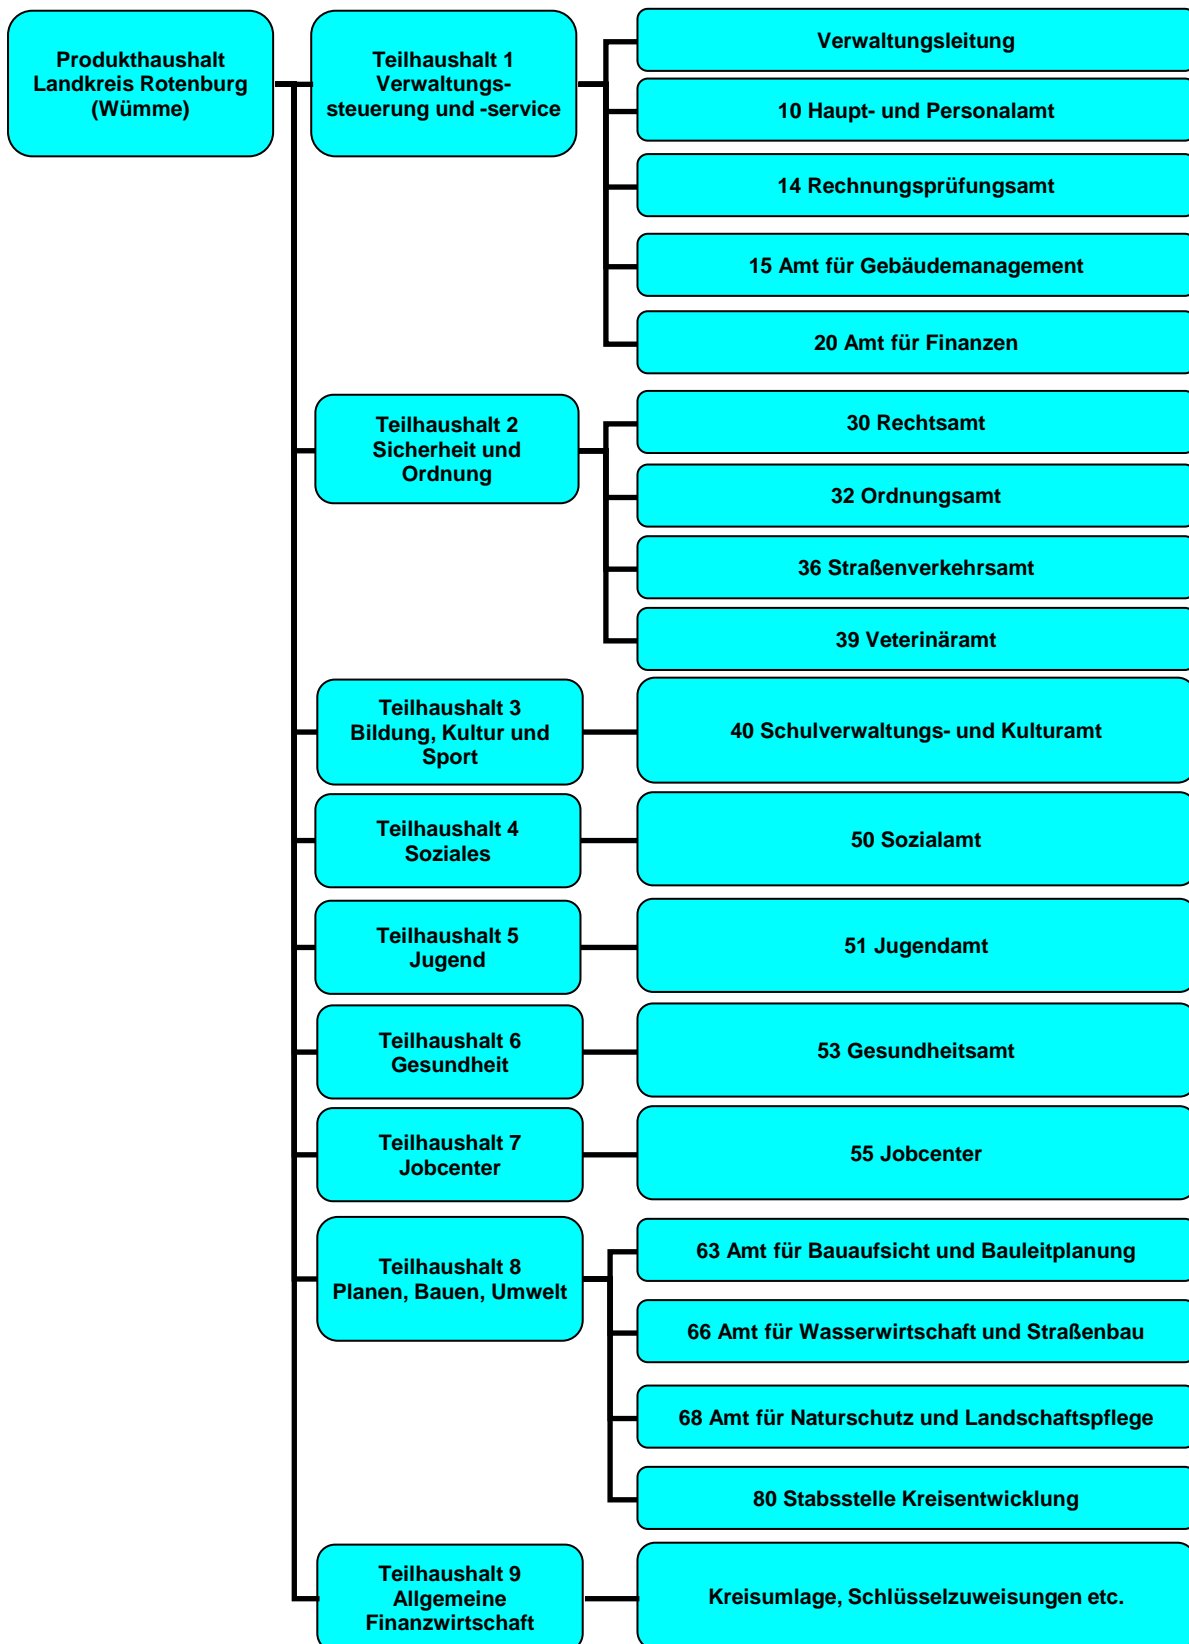 Produkthaushalt
Landkreis Rotenburg
(Wümme)
Teilhaushalt 1
Verwaltungs-
steuerung und -service
Verwaltungsleitung
10 Haupt- und Personalamt
14 Rechnungsprüfungsamt
15 Amt für Gebäudemanagement
20 Amt für Finanzen
Teilhaushalt 2
Sicherheit und
Ordnung
30 Rechtsamt
32 Ordnungsamt
36 Straßenverkehrsamt
39 Veterinäramt
Teilhaushalt 3
Bildung, Kultur und
Sport
40 Schulverwaltungs- und Kulturamt
Teilhaushalt 4
Soziales
50 Sozialamt
Teilhaushalt 5
Jugend
51 Jugendamt
Teilhaushalt 6
Gesundheit
53 Gesundheitsamt
Teilhaushalt 7
Jobcenter
55 Jobcenter
Teilhaushalt 8
Planen, Bauen, Umwelt
63 Amt für Bauaufsicht und Bauleitplanung
66 Amt für Wasserwirtschaft und Straßenbau
68 Amt für Naturschutz und Landschaftspflege
80 Stabsstelle Kreisentwicklung
Teilhaushalt 9
Allgemeine
Finanzwirtschaft
Kreisumlage, Schlüsselzuweisungen etc.